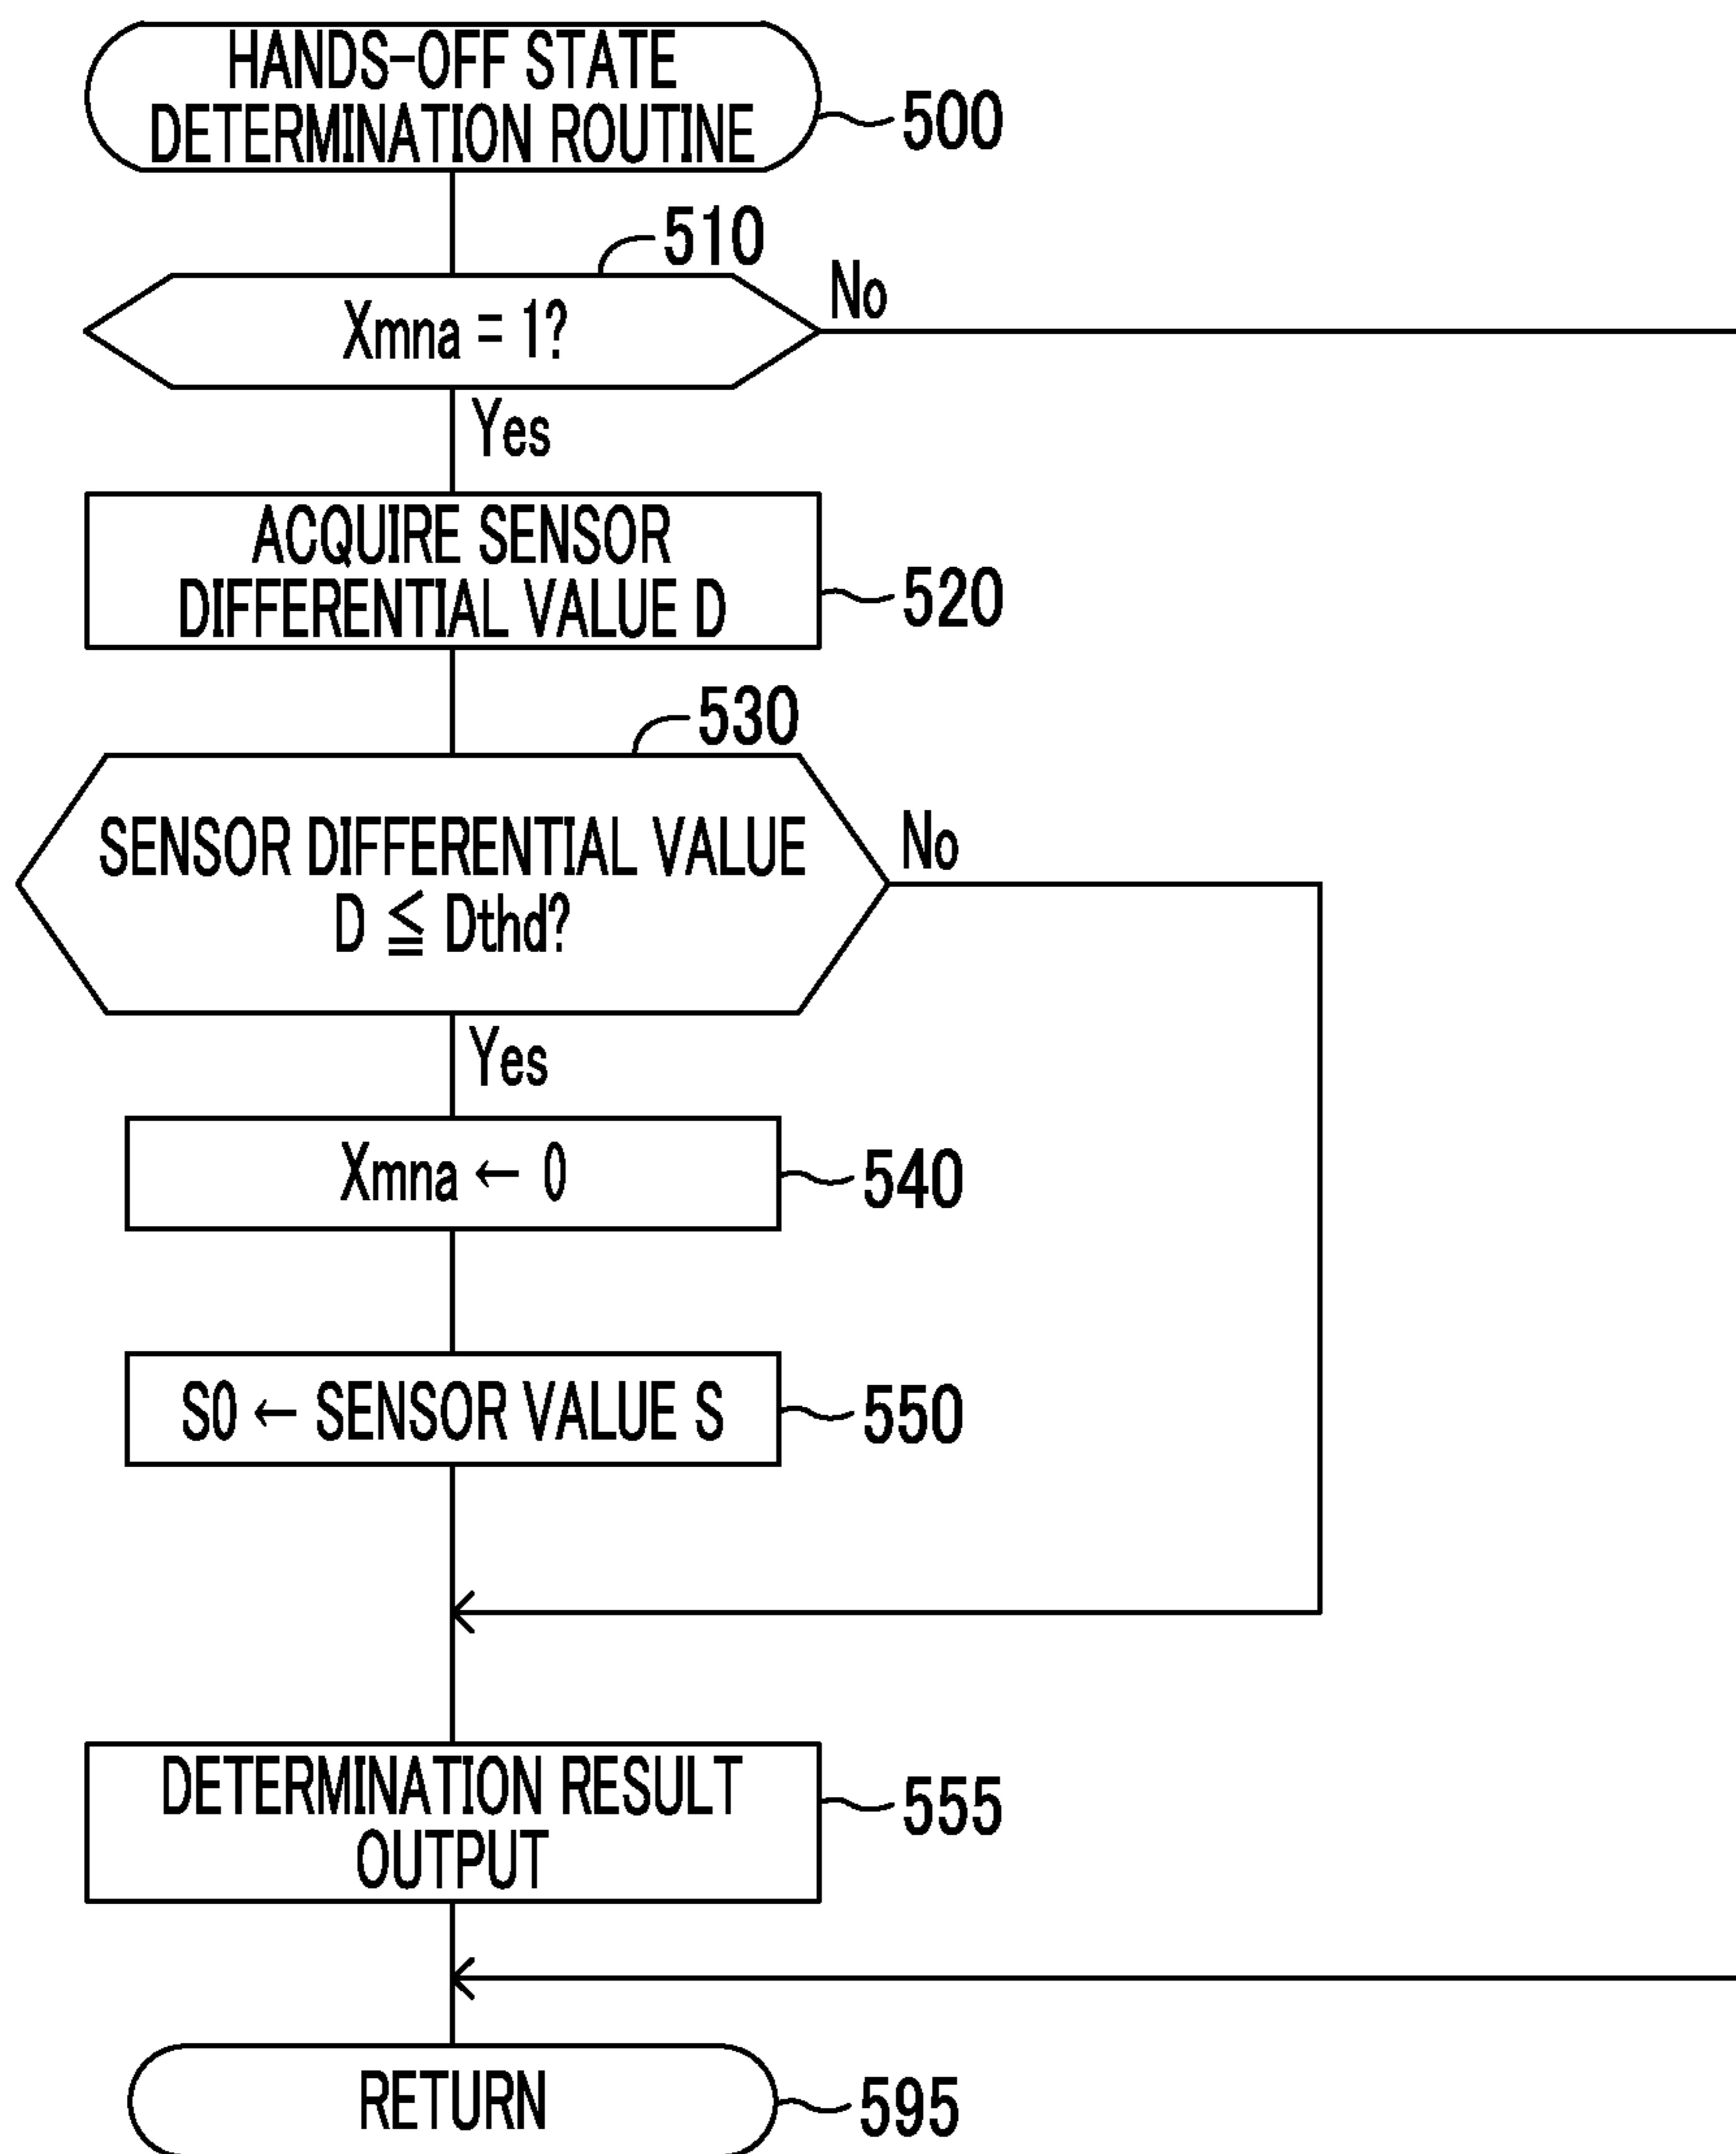 HANDS-OFF STATE
DETERMINATION ROUTINE
500
510
Xmna = 1?
No
Yes
ACQUIRE SENSOR
DIFFERENTIAL VALUE D
520
530
SENSOR DIFFERENTIAL VALUE
D ≦ Dthd?
No
Yes
Xmna ← 0
540
S0 ← SENSOR VALUE S
550
DETERMINATION RESULT
OUTPUT
555
RETURN
595